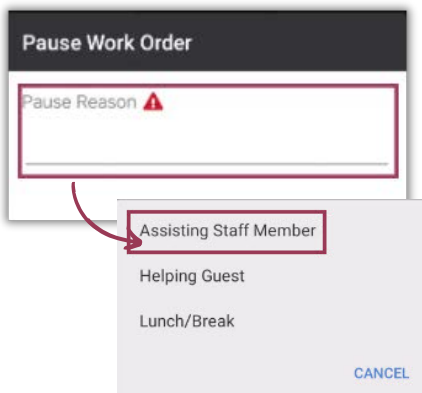 Pause Work Order
Pause Reason
Assisting Staff Member
Helping Guest
Lunch/Break
CANCEL